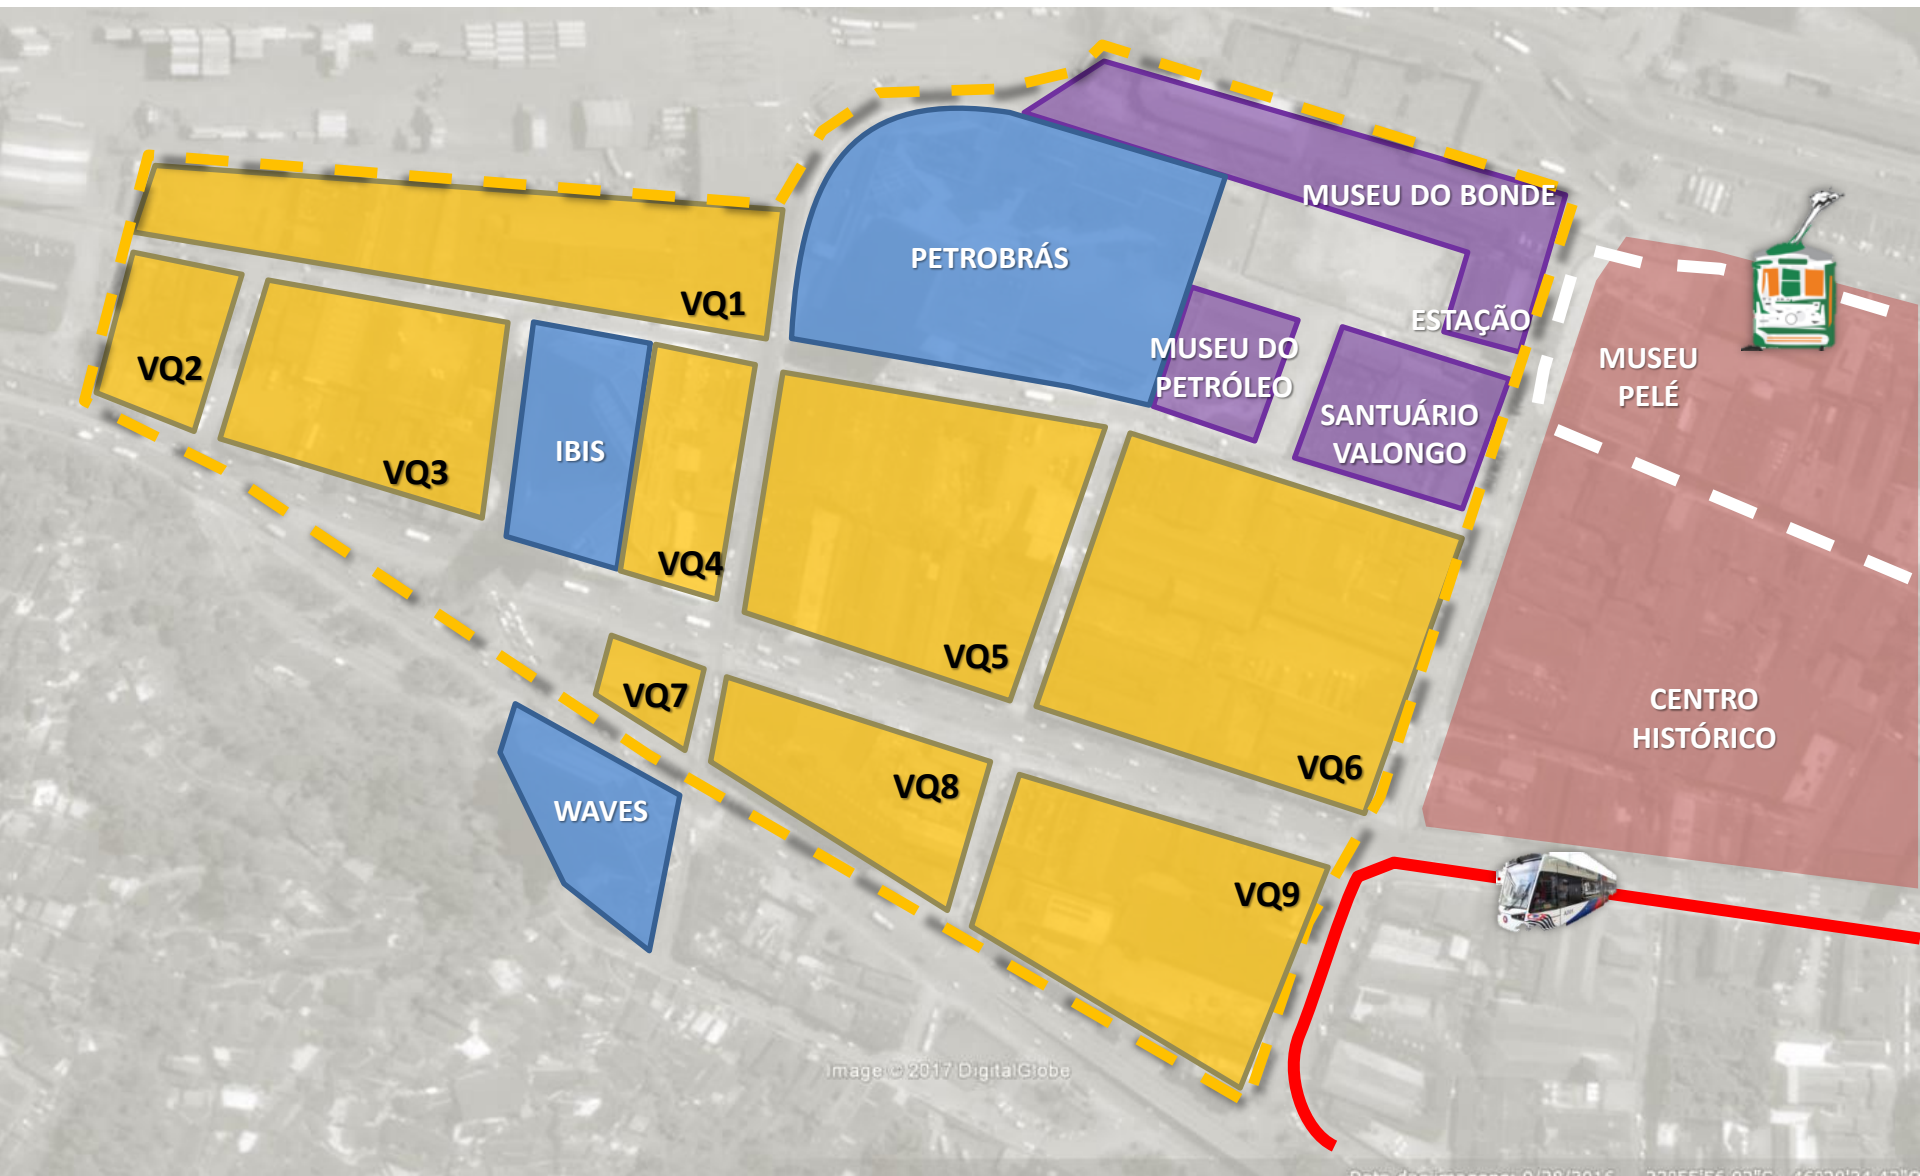 MUSEU DO BONDE
PETROBRÁS
VQ1
ESTAÇÃO
MUSEU DO
PETRÓLEO
MUSEU
PELÉ
VQ2
SANTUÁRIO
VALONGO
IBIS
VQ3
VQ4
VQ5
VQ7
CENTRO
HISTÓRICO
VQ6
VQ8
WAVES
VQ9
Image © 2017 DigitalGlobe